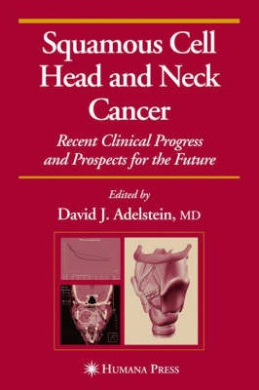 Squamous Cell
Head and Neck
Cancer
Recent Clinical Progress
and Prospects for the Future
Edited by
David J. Adelstein, MD
HUMANA PRESS